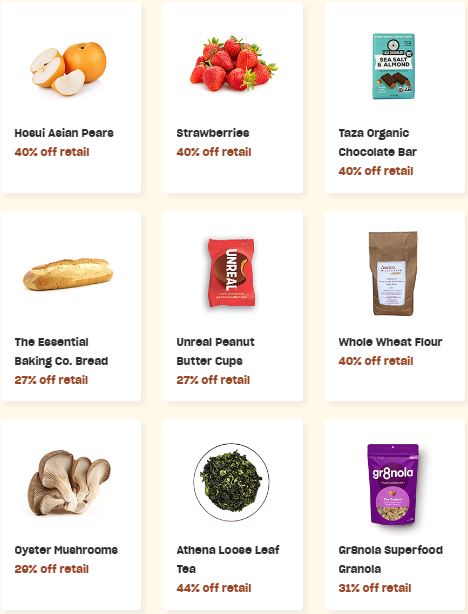 TAZA CHOCOLATE
SEA SALT
& ALMOND
Hosui Asian Pears
40% off retail
Strawberries
40% off retail
Taza Organic
Chocolate Bar
40% off retail
UNREAL
The Essential
Baking Co. Bread
27% off retail
Unreal Peanut
Butter Cups
27% off retail
Whole Wheat Flour
40% off retail
gr8nola
Oyster Mushrooms
29% off retail
Athena Loose Leaf
Tea
44% off retail
Gr8nola Superfood
Granola
31% off retail